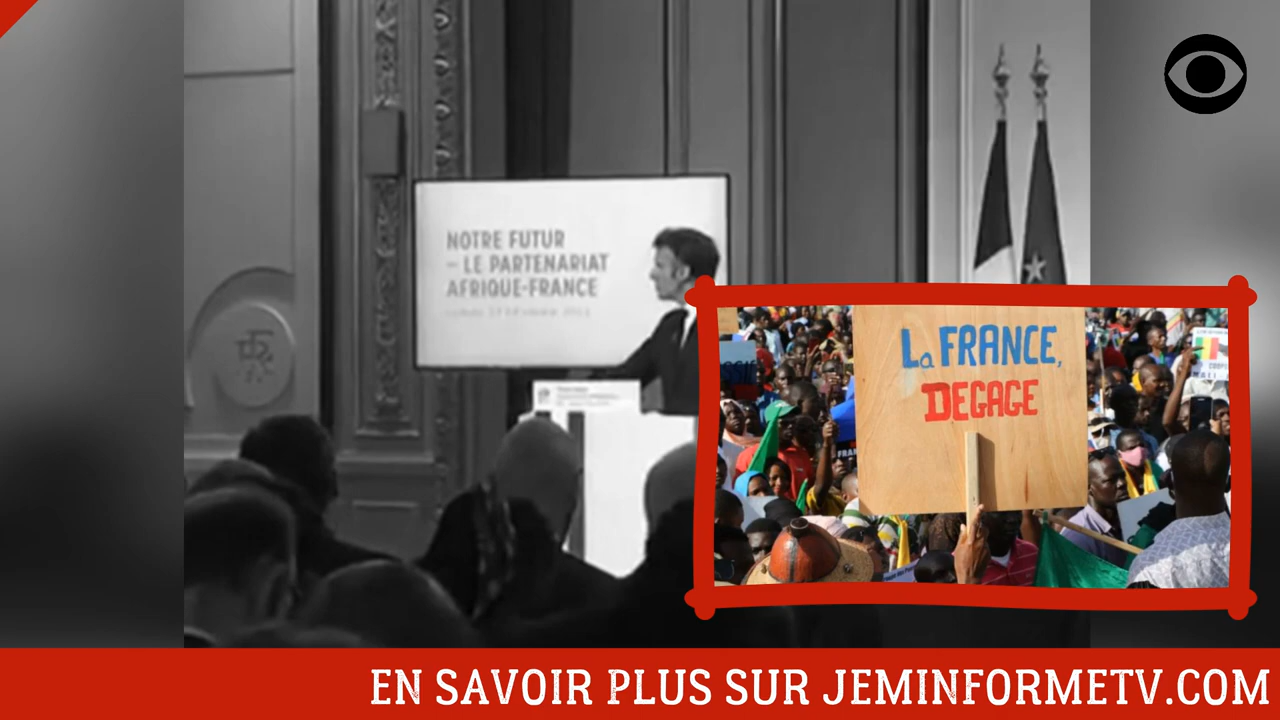 NOTRE FUTUR
– LE PARTENARIAT
AFRIQUE-FRANCE
La FRANCE,
DEGAGE
EN SAVOIR PLUS SUR JEMINFORMETV.COM